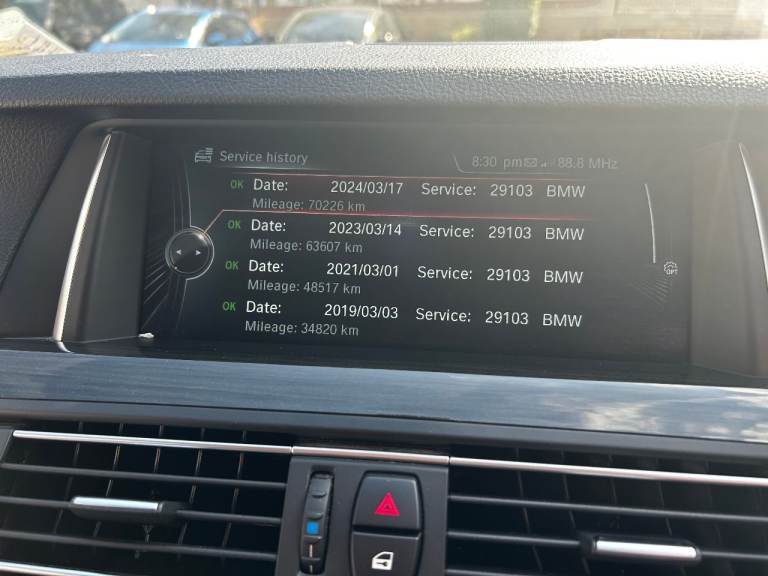 Service history 8:30 pm 88.8 MHz
OK Date: 2024/03/17 Service: 29103 BMW
Mileage: 70226 km
OK Date: 2023/03/14 Service: 29103 BMW
Mileage: 63607 km
OK Date: 2021/03/01 Service: 29103 BMW
Mileage: 48517 km
OPT
OK Date: 2019/03/03 Service: 29103 BMW
Mileage: 34820 km